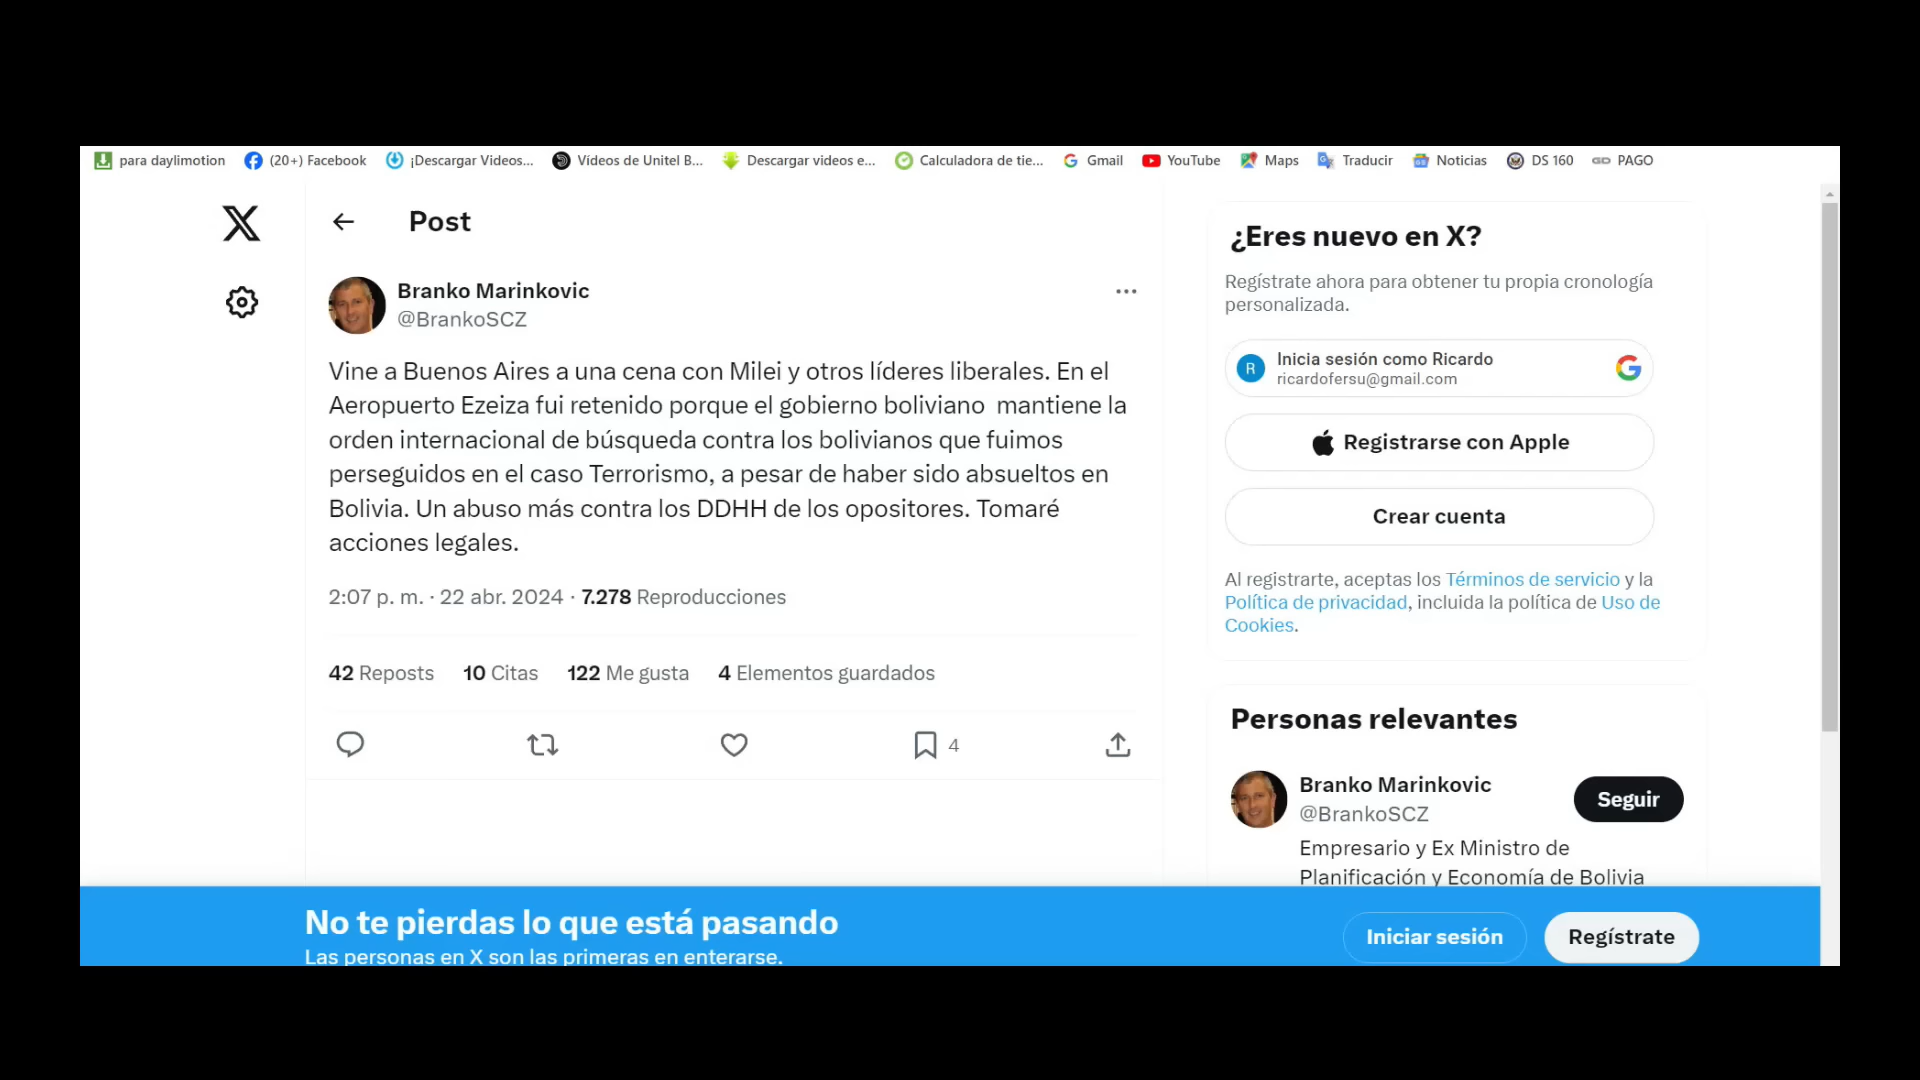 para daylimotion (20+) Facebook ¡Descargar Videos... Vídeos de Unitel B... Descargar videos e... Calculadora de tie... Gmail YouTube Maps Traducir Noticias DS 160 PAGO
Post
Branko Marinkovic
@BrankoSCZ
Vine a Buenos Aires a una cena con Milei y otros líderes liberales. En el
Aeropuerto Ezeiza fui retenido porque el gobierno boliviano mantiene la
orden internacional de búsqueda contra los bolivianos que fuimos
perseguidos en el caso Terrorismo, a pesar de haber sido absueltos en
Bolivia. Un abuso más contra los DDHH de los opositores. Tomaré
acciones legales.
2:07 p. m. · 22 abr. 2024 · 7.278 Reproducciones
42 Reposts 10 Citas 122 Me gusta 4 Elementos guardados
4
¿Eres nuevo en X?
Regístrate ahora para obtener tu propia cronología
personalizada.
R
Inicia sesión como Ricardo
ricardofersu@gmail.com
Registrarse con Apple
Crear cuenta
Al registrarte, aceptas los Términos de servicio y la
Política de privacidad, incluida la política de Uso de
Cookies.
Personas relevantes
Branko Marinkovic
@BrankoSCZ
Seguir
Empresario y Ex Ministro de
Planificación y Economía de Bolivia
No te pierdas lo que está pasando
Las personas en X son las primeras en enterarse.
Iniciar sesión
Regístrate